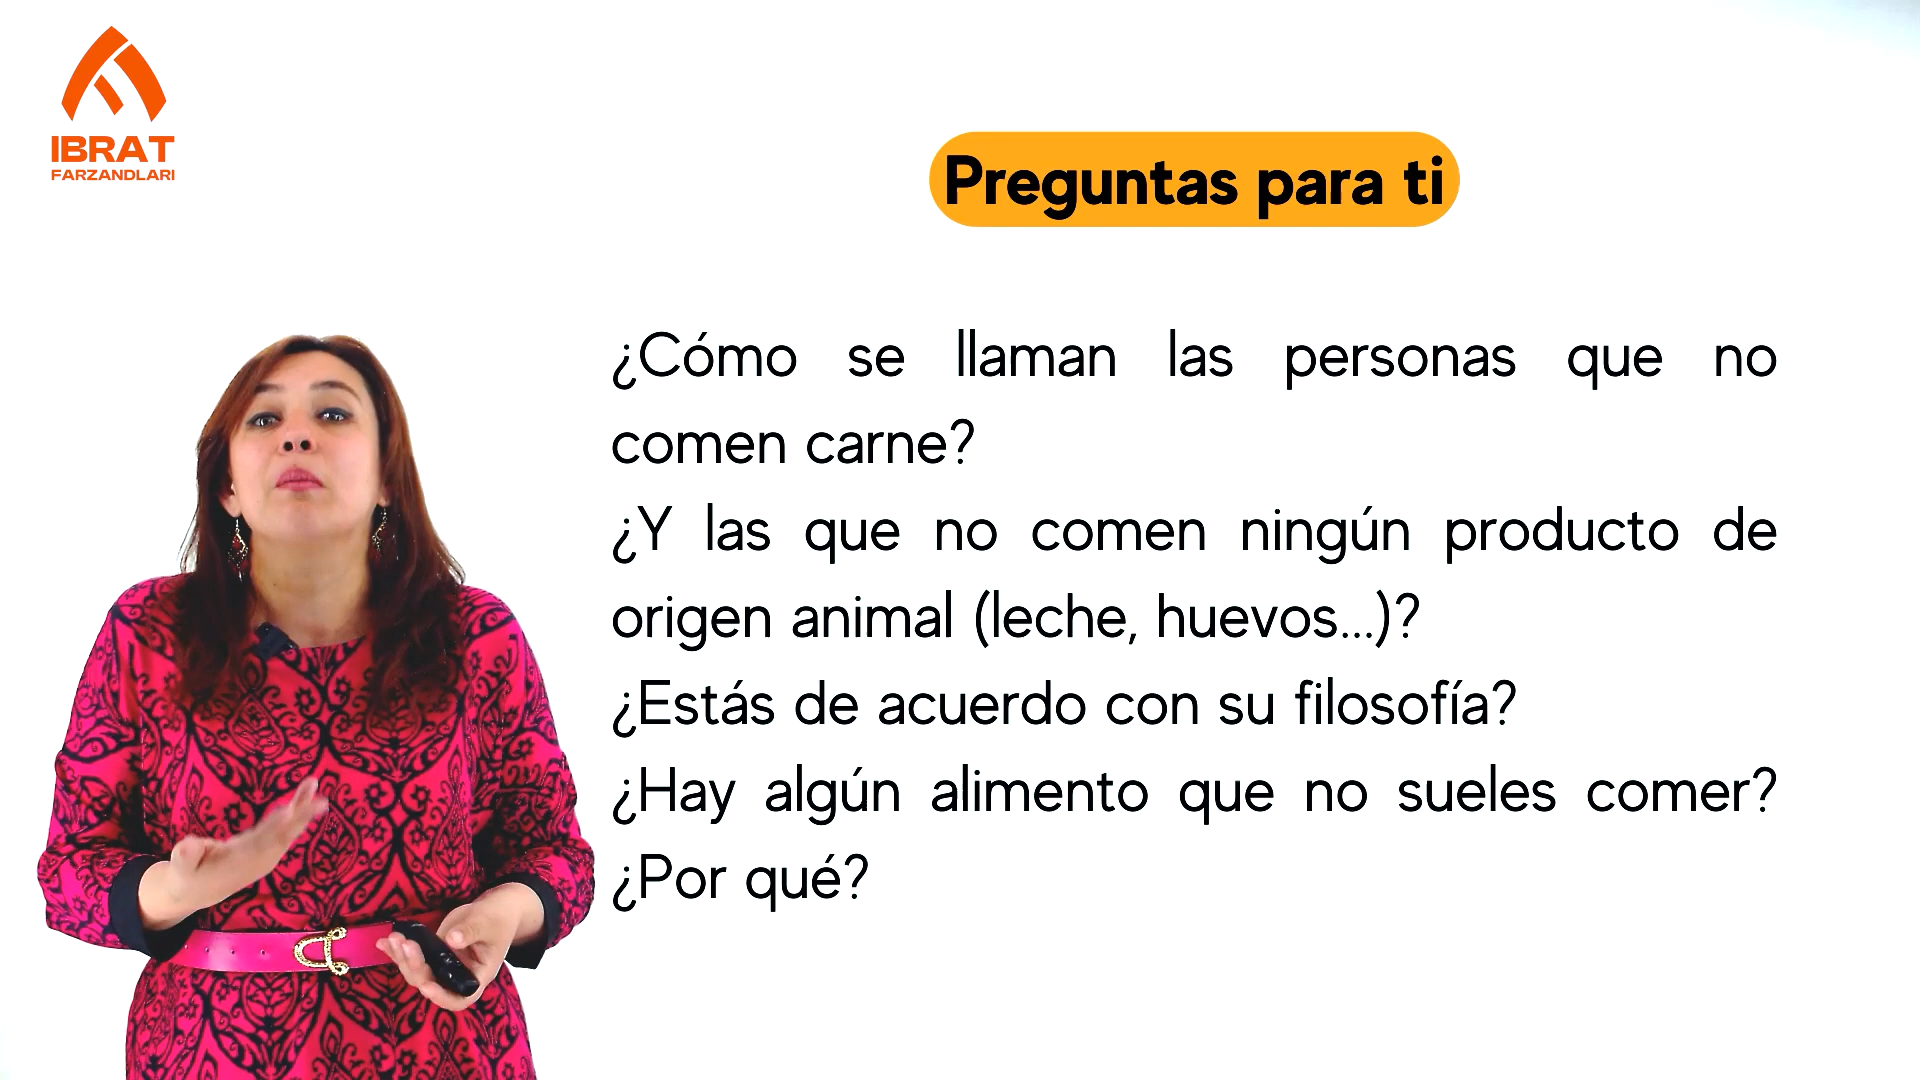 IBRAT
FARZANDLARI
Preguntas para ti
¿Cómo se llaman las personas que no
comen carne?
¿Y las que no comen ningún producto de
origen animal (leche, huevos...)?
¿Estás de acuerdo con su filosofía?
¿Hay algún alimento que no sueles comer?
¿Por qué?